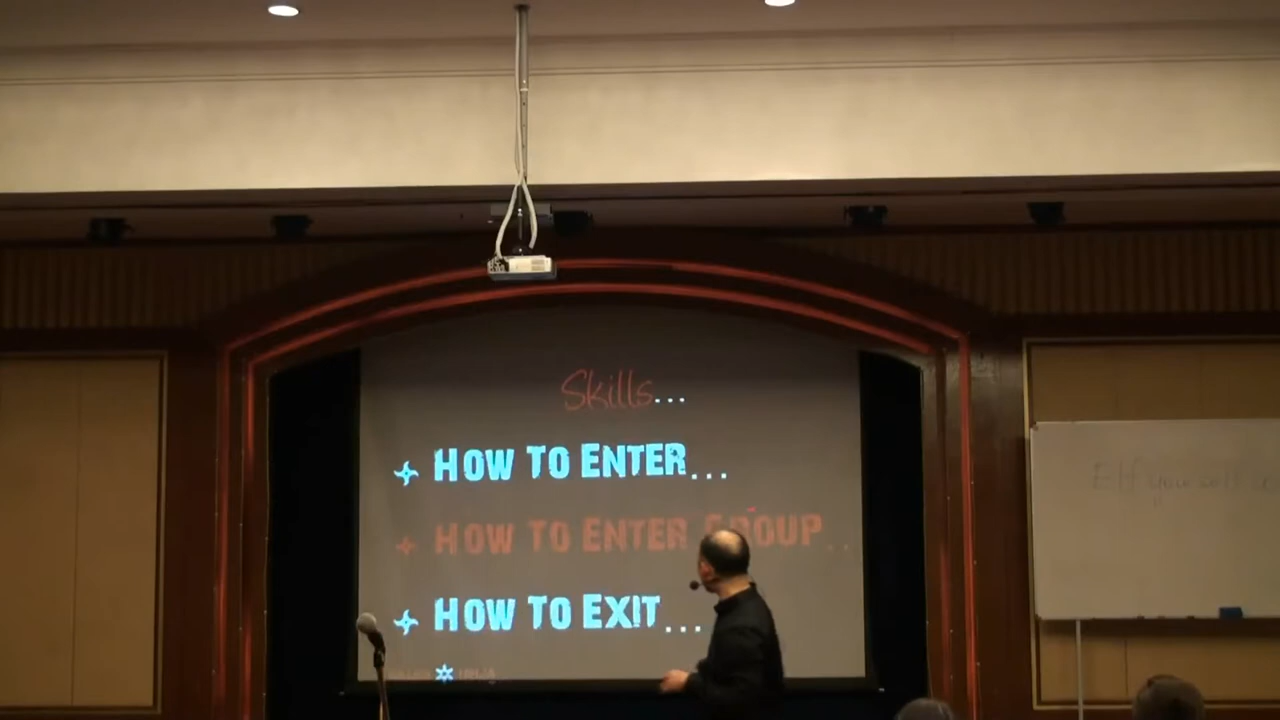 Skills...
HOW TO ENTER...
HOW TO ENTER GROUP...
HOW TO EXIT...